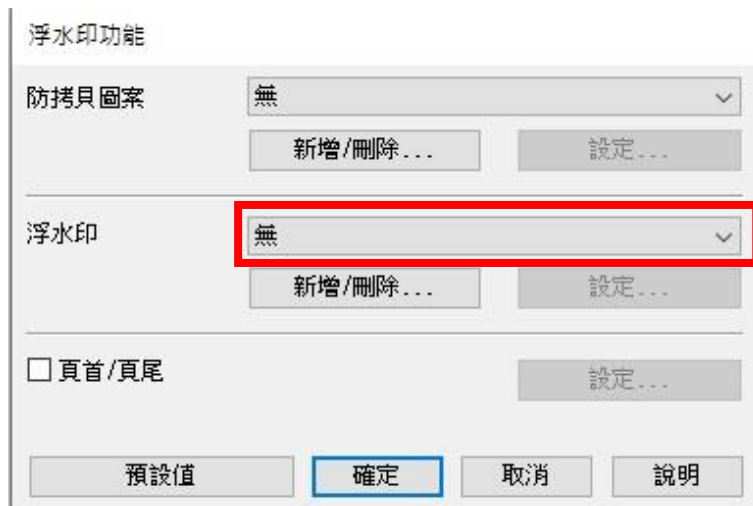 浮水印功能
防拷貝圖案 無
新增/刪除... 設定...
浮水印 無
新增/刪除... 設定...
頁首/頁尾 設定...
預設值 確定 取消 說明